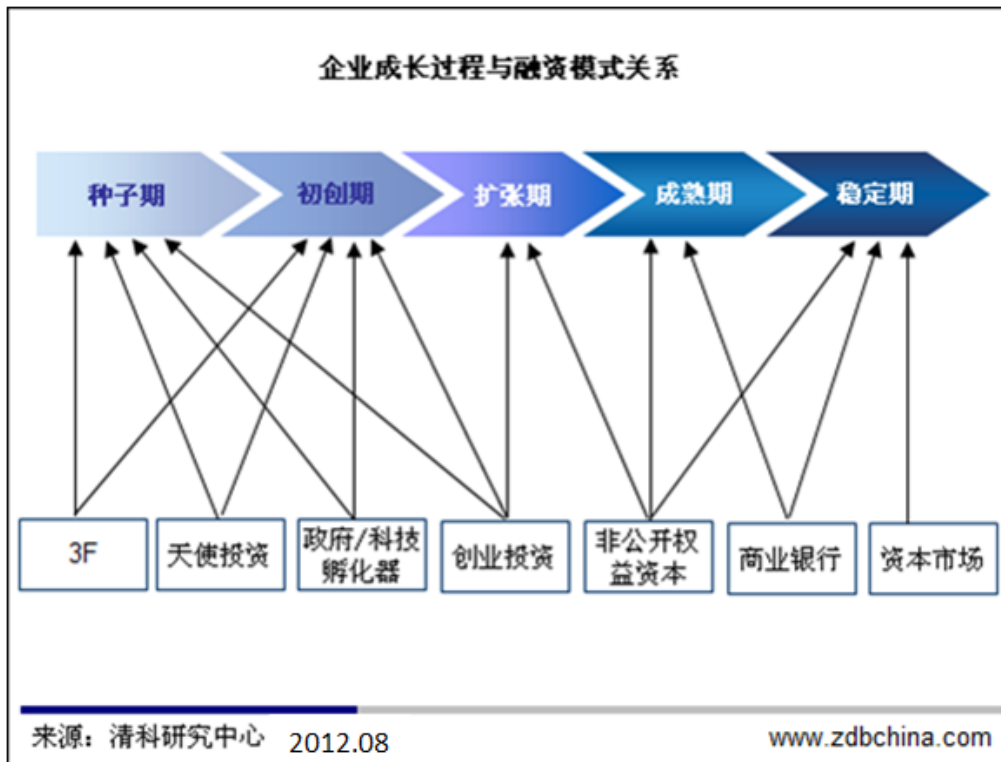 企业成长过程与融资模式关系
种子期
初创期
扩张期
成熟期
稳定期
3F
天使投资
政府/科技
孵化器
创业投资
非公开权
益资本
商业银行
资本市场
来源：清科研究中心 2012.08
www.zdbchina.com